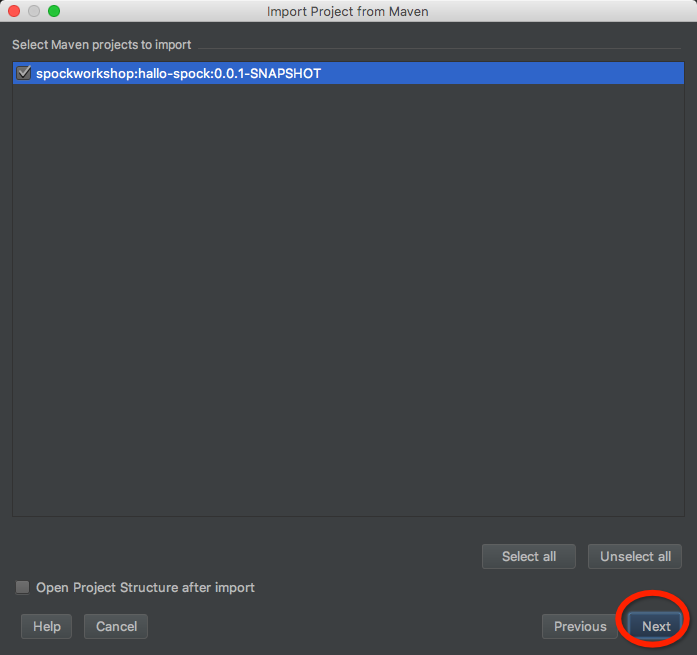 Import Project from Maven
Select Maven projects to import
spockworkshop:hallo-spock:0.0.1-SNAPSHOT
Select all Unselect all
Open Project Structure after import
Help Cancel Previous Next